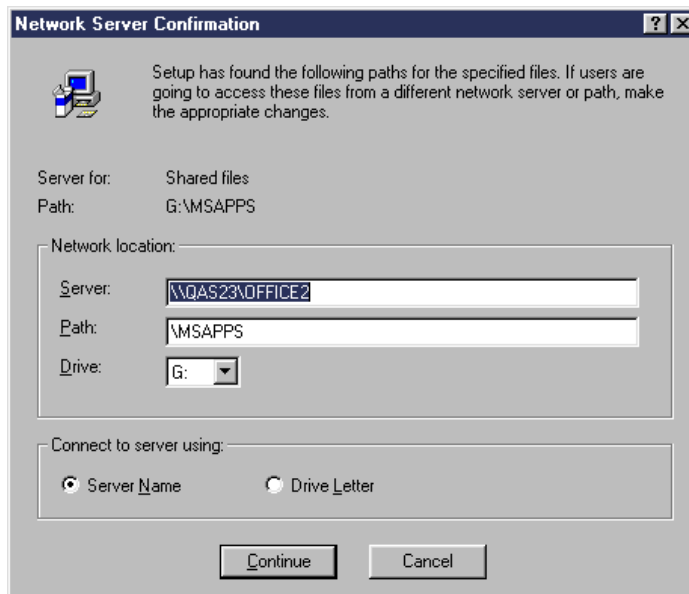 Network Server Confirmation
Setup has found the following paths for the specified files. If users are
going to access these files from a different network server or path, make
the appropriate changes.
Server for: Shared files
Path: G:\MSAPPS
Network location:
Server: \\QAS23\OFFICE2
Path: \MSAPPS
Drive: G:
Connect to server using:
Server Name Drive Letter
Continue Cancel